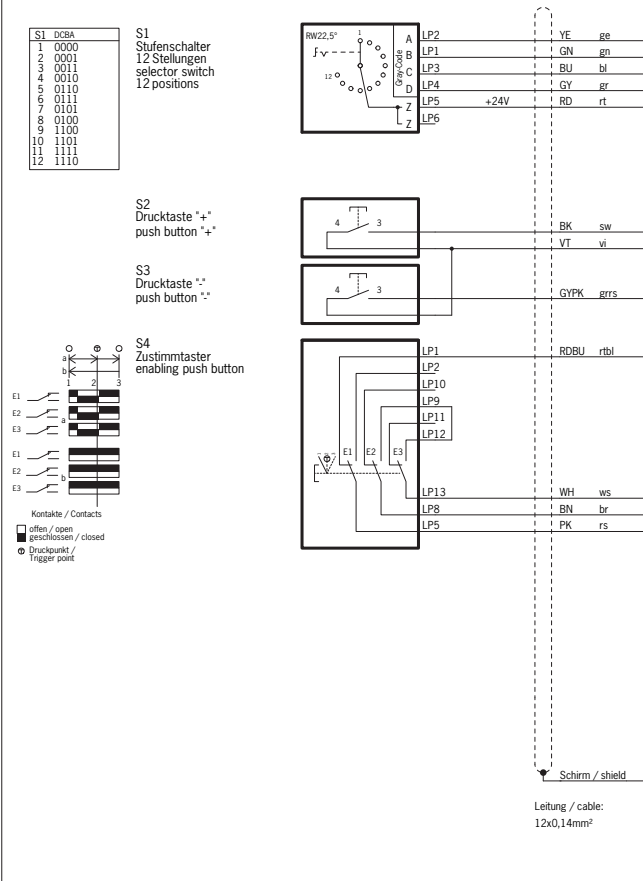 S1 DCBA
1 0000
2 0001
3 0011
4 0010
5 0110
6 0111
7 0101
8 0100
9 1100
10 1101
11 1111
12 1110
S1
Stufenschalter
12 Stellungen
selector switch
12 positions
RW22,5°
1
12
Gray-Code
A
B
C
D
Z
Z
LP2 YE ge
LP1 GN gn
LP3 BU bl
LP4 GY gr
LP5 +24V RD rt
LP6
S2
Drucktaste "+"
push button "+"
4 3
BK sw
VT vi
S3
Drucktaste "-"
push button "-"
4 3
GYPK grrs
S4
Zustimmtaster
enabling push button
a
b
1 2 3
E1
E2
a
E3
E1
E2
b
E3
Kontakte / Contacts
offen / open
geschlossen / closed
Druckpunkt /
Trigger point
LP1 RDBU rtbl
LP2
LP10
LP9
LP11
LP12
E1 E2 E3
LP13 WH ws
LP8 BN br
LP5 PK rs
Schirm / shield
Leitung / cable:
12x0,14mm²